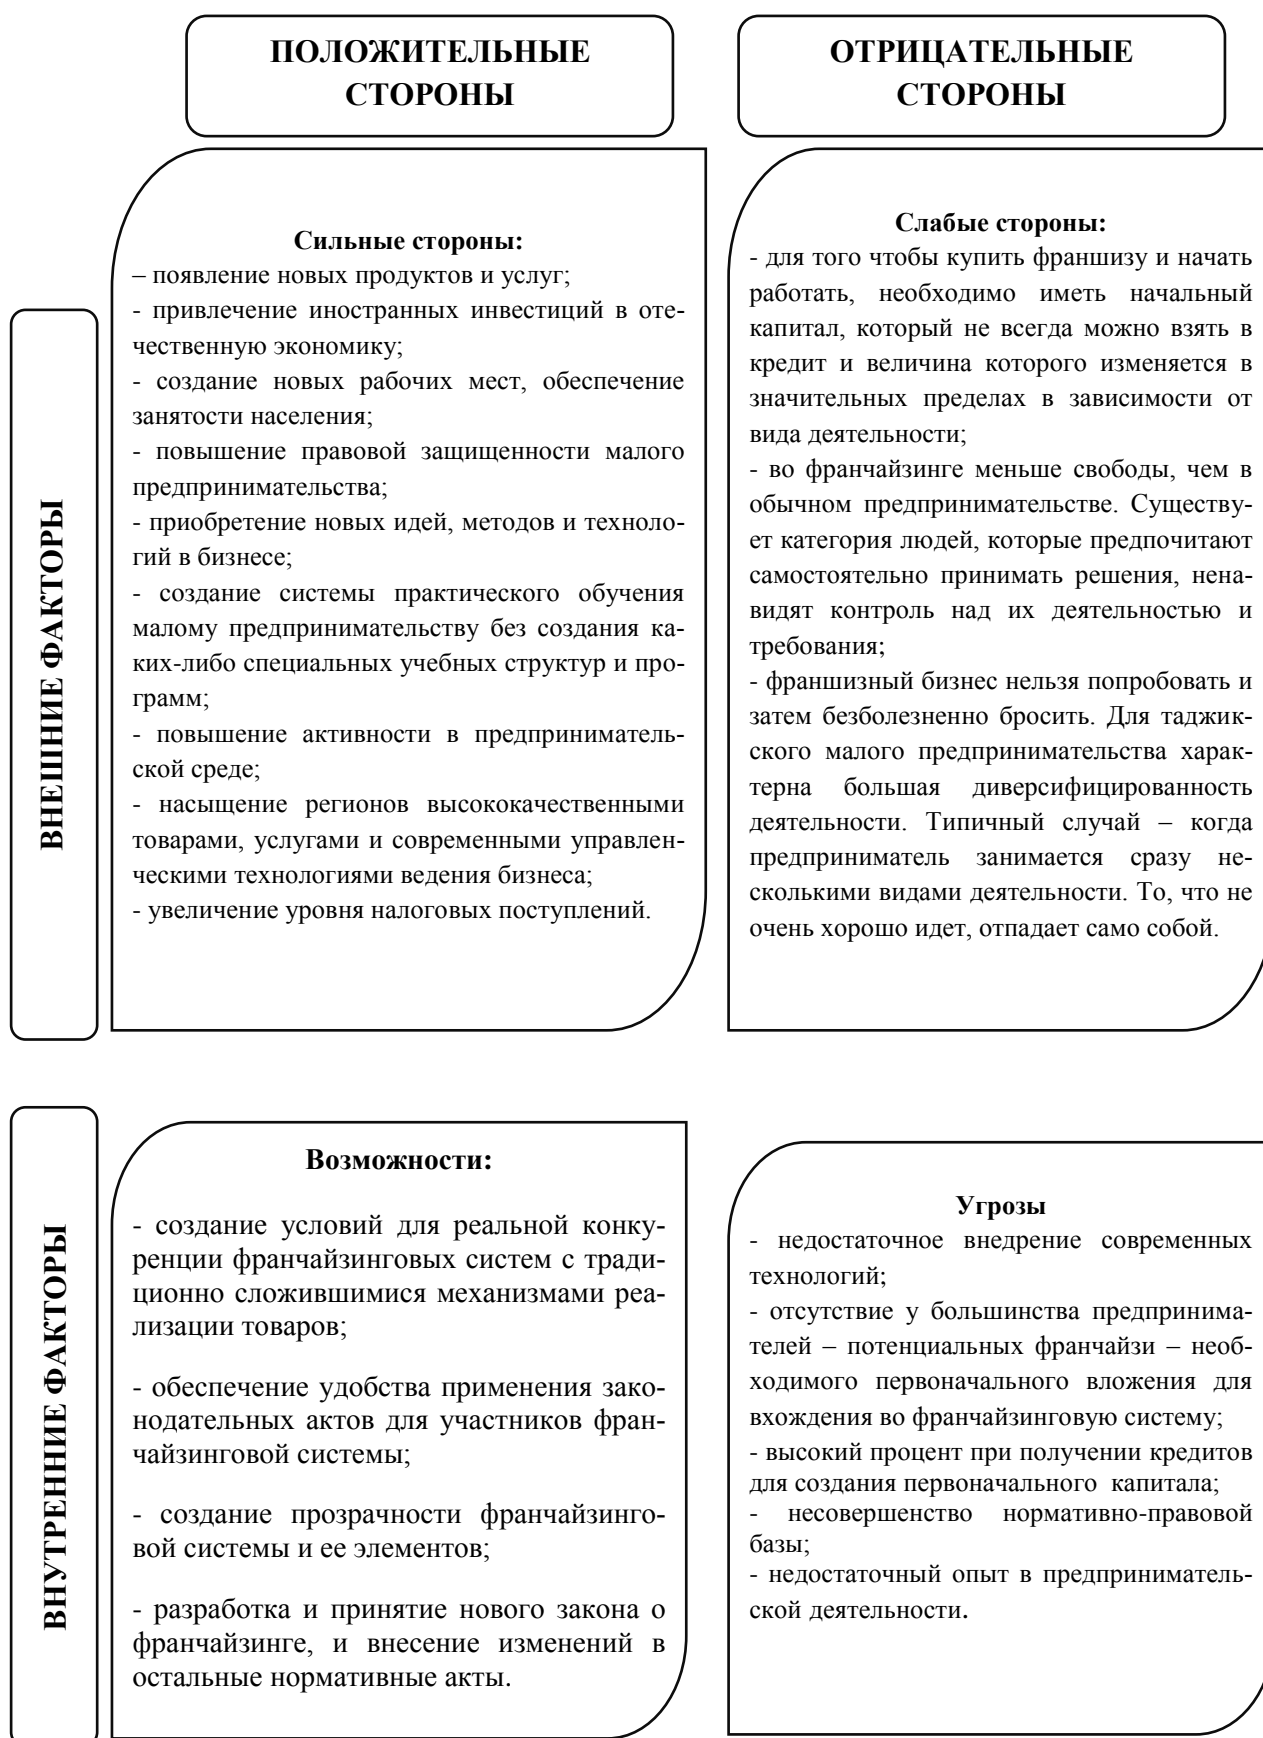 ПОЛОЖИТЕЛЬНЫЕ
СТОРОНЫ
ОТРИЦАТЕЛЬНЫЕ
СТОРОНЫ
ВНЕШНИЕ ФАКТОРЫ
Сильные стороны:
– появление новых продуктов и услуг;
- привлечение иностранных инвестиций в оте-
чественную экономику;
- создание новых рабочих мест, обеспечение
занятости населения;
- повышение правовой защищенности малого
предпринимательства;
- приобретение новых идей, методов и техноло-
гий в бизнесе;
- создание системы практического обучения
малому предпринимательству без создания ка-
ких-либо специальных учебных структур и про-
грамм;
- повышение активности в предприниматель-
ской среде;
- насыщение регионов высококачественными
товарами, услугами и современными управлен-
ческими технологиями ведения бизнеса;
- увеличение уровня налоговых поступлений.
Слабые стороны:
- для того чтобы купить франшизу и начать
работать, необходимо иметь начальный
капитал, который не всегда можно взять в
кредит и величина которого изменяется в
значительных пределах в зависимости от
вида деятельности;
- во франчайзинге меньше свободы, чем в
обычном предпринимательстве. Существу-
ет категория людей, которые предпочитают
самостоятельно принимать решения, нена-
видят контроль над их деятельностью и
требования;
- франшизный бизнес нельзя попробовать и
затем безболезненно бросить. Для таджик-
ского малого предпринимательства харак-
терна большая диверсифицированность
деятельности. Типичный случай – когда
предприниматель занимается сразу не-
сколькими видами деятельности. То, что не
очень хорошо идет, отпадает само собой.
ВНУТРЕННИЕ ФАКТОРЫ
Возможности:
- создание условий для реальной конку-
ренции франчайзинговых систем с тради-
ционно сложившимися механизмами реа-
лизации товаров;
- обеспечение удобства применения зако-
нодательных актов для участников фран-
чайзинговой системы;
- создание прозрачности франчайзинго-
вой системы и ее элементов;
- разработка и принятие нового закона о
франчайзинге, и внесение изменений в
остальные нормативные акты.
Угрозы
- недостаточное внедрение современных
технологий;
- отсутствие у большинства предпринима-
телей – потенциальных франчайзи – необ-
ходимого первоначального вложения для
вхождения во франчайзинговую систему;
- высокий процент при получении кредитов
для создания первоначального капитала;
- несовершенство нормативно-правовой
базы;
- недостаточный опыт в предприниматель-
ской деятельности.